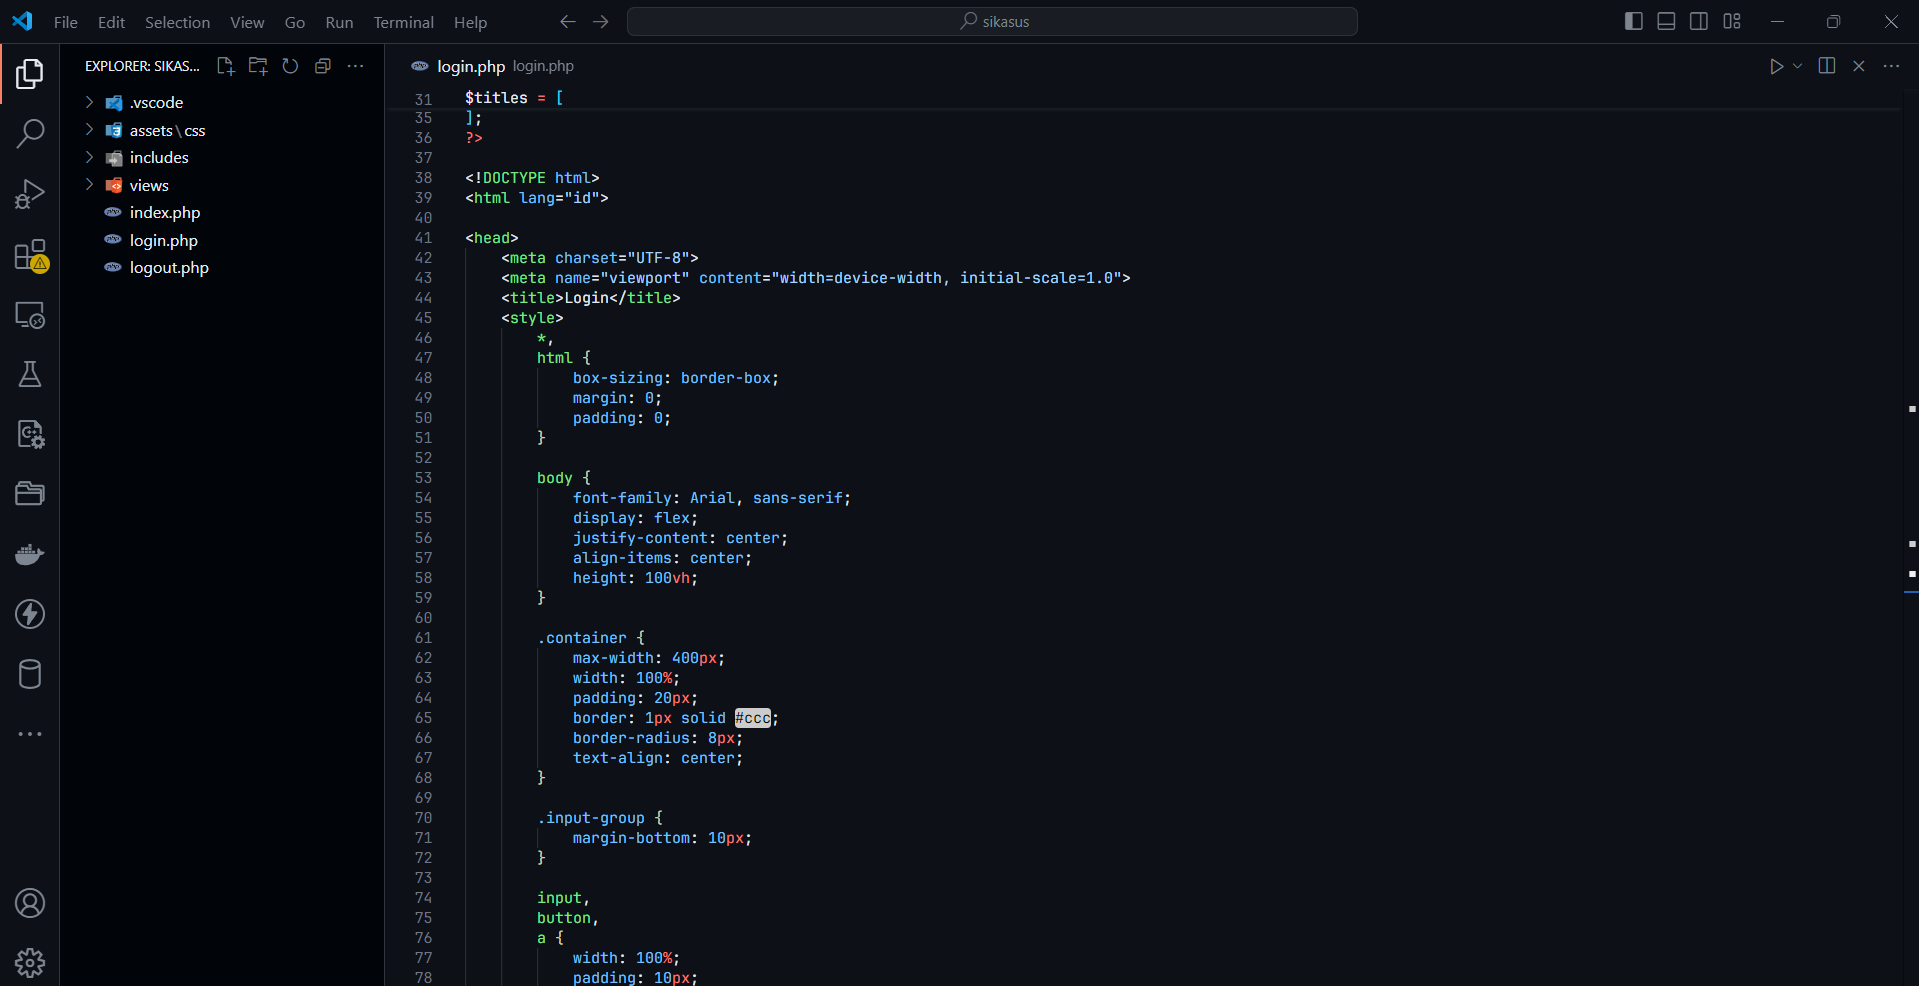 File Edit Selection View Go Run Terminal Help
sikasus
EXPLORER: SIKAS...
.vscode
assets\css
includes
views
index.php
login.php
logout.php
login.php login.php
31 $titles = [
35 ];
36 ?>
37
38 <!DOCTYPE html>
39 <html lang="id">
40
41 <head>
42     <meta charset="UTF-8">
43     <meta name="viewport" content="width=device-width, initial-scale=1.0">
44     <title>Login</title>
45     <style>
46         *,
47         html {
48             box-sizing: border-box;
49             margin: 0;
50             padding: 0;
51         }
52
53         body {
54             font-family: Arial, sans-serif;
55             display: flex;
56             justify-content: center;
57             align-items: center;
58             height: 100vh;
59         }
60
61         .container {
62             max-width: 400px;
63             width: 100%;
64             padding: 20px;
65             border: 1px solid #ccc;
66             border-radius: 8px;
67             text-align: center;
68         }
69
70         .input-group {
71             margin-bottom: 10px;
72         }
73
74         input,
75         button,
76         a {
77             width: 100%;
78             padding: 10px;